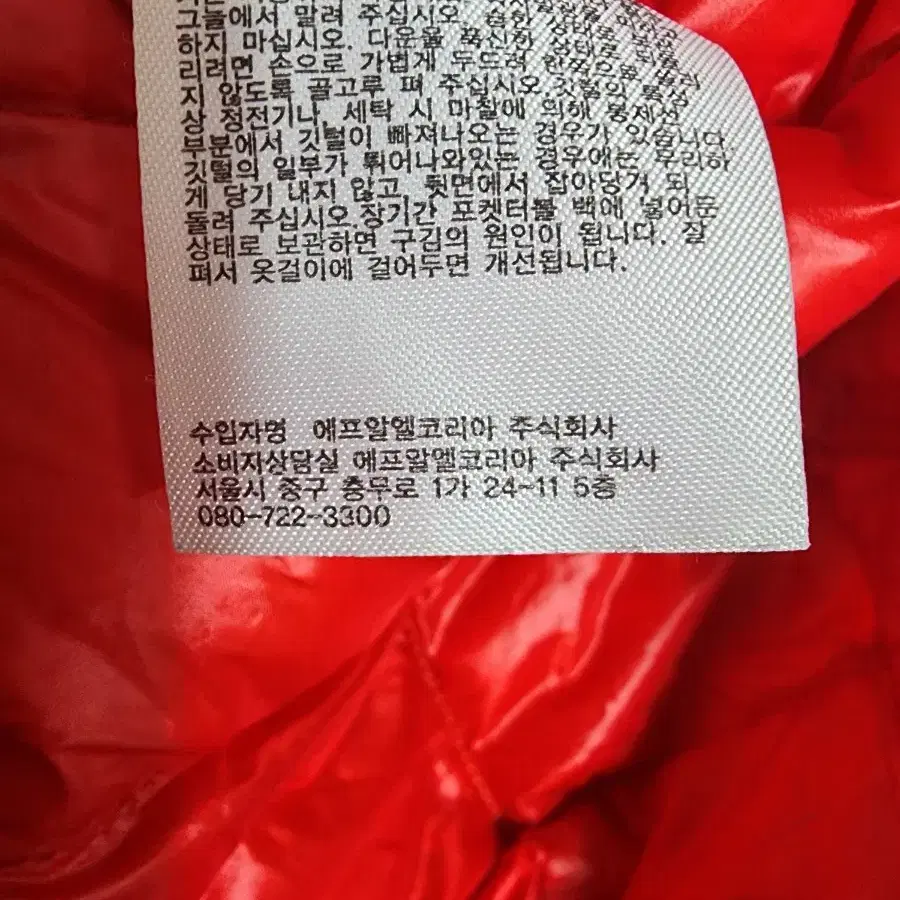 그늘에서 말려 주십시오.
하지 마십시오. 다운을 푹신한 상태로 되돌
리려면 손으로 가볍게 두드려 한쪽으로 쏠리
지 않도록 골고루 펴 주십시오.깃털의 특성
상 정전기나, 세탁 시 마찰에 의해 봉제선
부분에서 깃털이 빠져나오는 경우가 있습니다.
깃털의 일부가 튀어나와있는 경우에는 무리하
게 당기 내지 않고, 뒷면에서 잡아당겨 되
돌려 주십시오.장기간 포켓터블 백에 넣어둔
상태로 보관하면 구김의 원인이 됩니다. 잘
펴서 옷걸이에 걸어두면 개선됩니다.
수입자명 에프알엘코리아 주식회사
소비자상담실 에프알엘코리아 주식회사
서울시 중구 충무로 1가 24-11 5층
080-722-3300